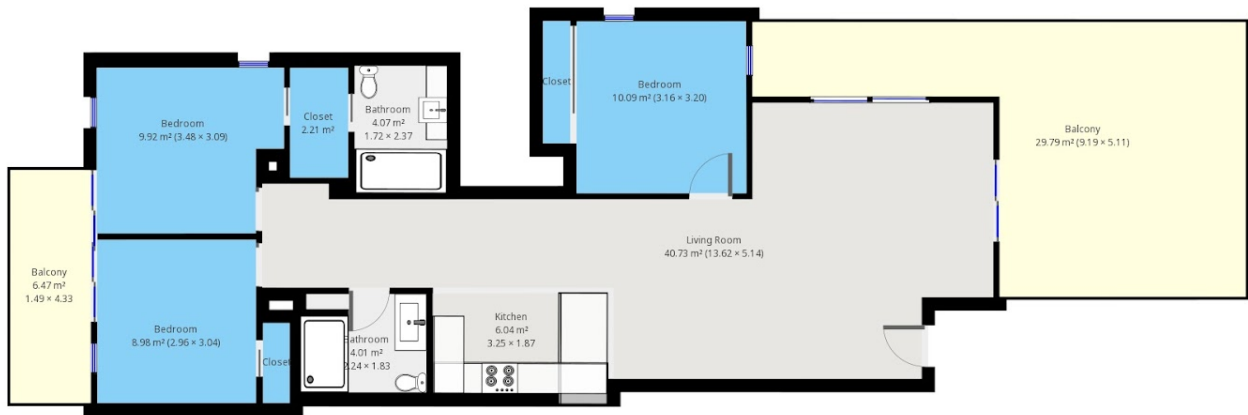 Closet
Bedroom
10.09 m² (3.16 × 3.20)
Bedroom
9.92 m² (3.48 × 3.09)
Closet
2.21 m²
Bathroom
4.07 m²
1.72 × 2.37
Balcony
29.79 m² (9.19 × 5.11)
Living Room
40.73 m² (13.62 × 5.14)
Balcony
6.47 m²
1.49 × 4.33
Bedroom
8.98 m² (2.96 × 3.04)
Closet
Bathroom
4.01 m²
2.24 × 1.83
Kitchen
6.04 m²
3.25 × 1.87